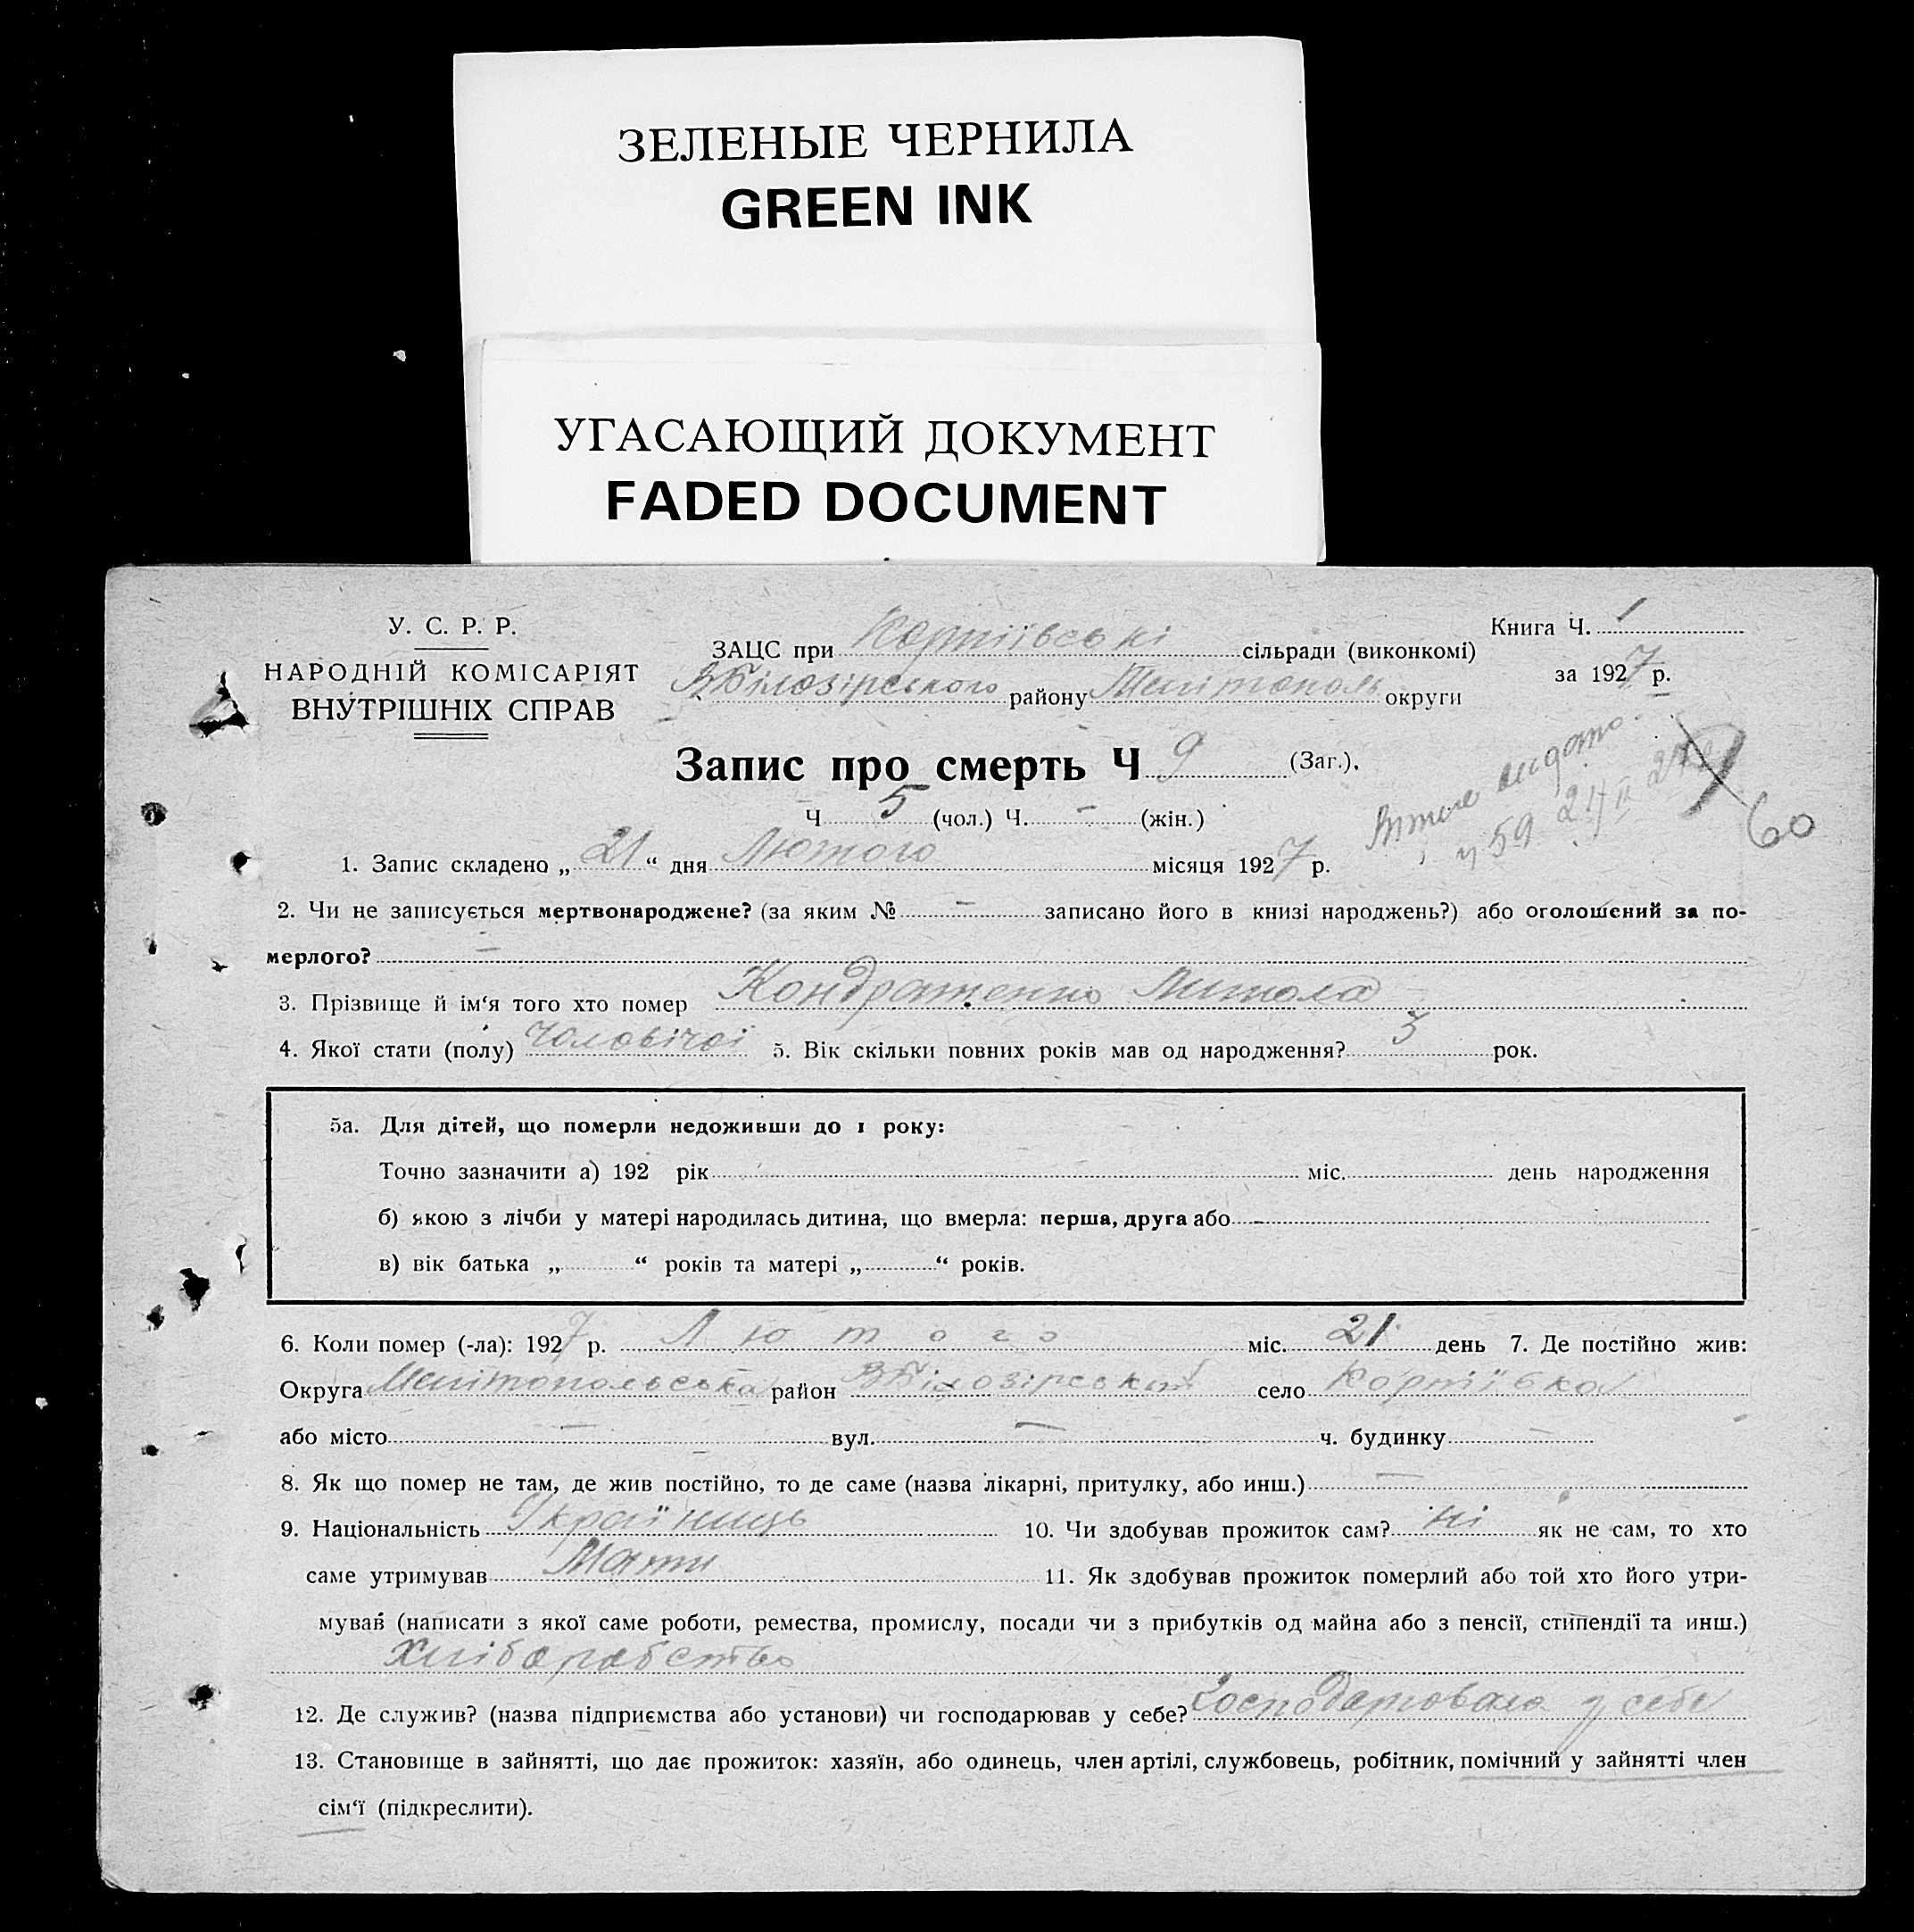 ЗЕЛЕНЫЕ ЧЕРНИЛА
GREEN INK
УГАСАЮЩИЙ ДОКУМЕНТ
FADED DOCUMENT
У. С. Р. Р.
НАРОДНІЙ КОМІСАРІЯТ
ВНУТРІШНІХ СПРАВ
Книга Ч. 1
за 1927 р.
ЗАЦС при сільради (виконкомі)
В Білозірського району Мелітополь округи
Запис про смерть Ч 9 (Заг.).
Ч 5 (чол.) Ч. - (жін.)
видано
59
60
1. Запис складено „ 21 “ дня Лютого місяця 1927 р.
2. Чи не записується мертвонароджене? (за яким № – записано його в книзі народжень?) або оголошений за по-
мерлого? –
3. Прізвище й ім‘я того хто помер Кондратенко
4. Якої стати (полу) чоловічої 5. Вік скільки повних років мав од народження? 3 рок.
5а. Для дітей, що померли недоживши до 1 року:
Точно зазначити а) 192 рік міс. день народження
б) якою з лічби у матері народилась дитина, що вмерла: перша, друга або
в) вік батька „ “ років та матері „ “ років.
6. Коли помер (-ла): 1927 р. Лютого міс. 21 день 7. Де постійно жив:
Округа Мелітопольська район В Білозірський село
або місто – вул. – ч. будинку –
8. Як що помер не там, де жив постійно, то де саме (назва лікарні, притулку, або инш.) –
9. Національність Українець 10. Чи здобував прожиток сам? Ні як не сам, то хто
саме утримував Мати 11. Як здобував прожиток померлий або той хто його утри-
мував (написати з якої саме роботи, ремества, промислу, посади чи з прибутків од майна або з пенсії, стипендії та инш.)
Хліборобство
12. Де служив? (назва підприємства або установи) чи господарював у себе? Господарювала у себе
13. Становище в зайнятті, що дає прожиток: хазяїн, або одинець, член артілі, службовець, робітник, помічний у зайнятті член
сім‘ї (підкреслити).